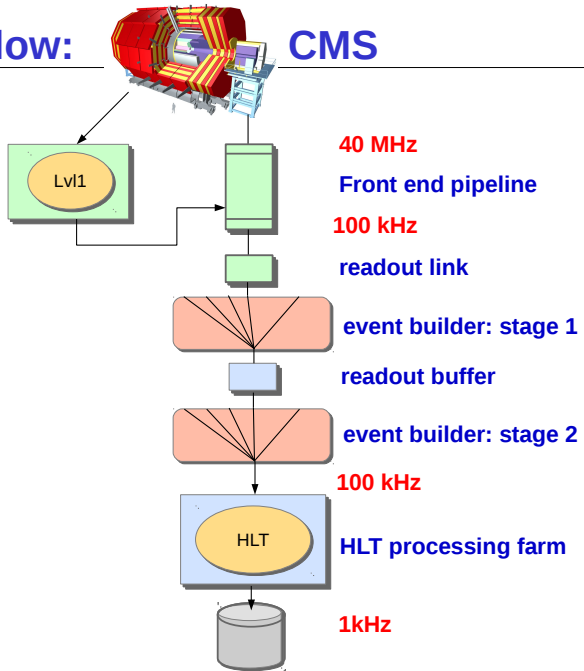 low: CMS
40 MHz
Lvl1
Front end pipeline
100 kHz
readout link
event builder: stage 1
readout buffer
event builder: stage 2
100 kHz
HLT
HLT processing farm
1kHz